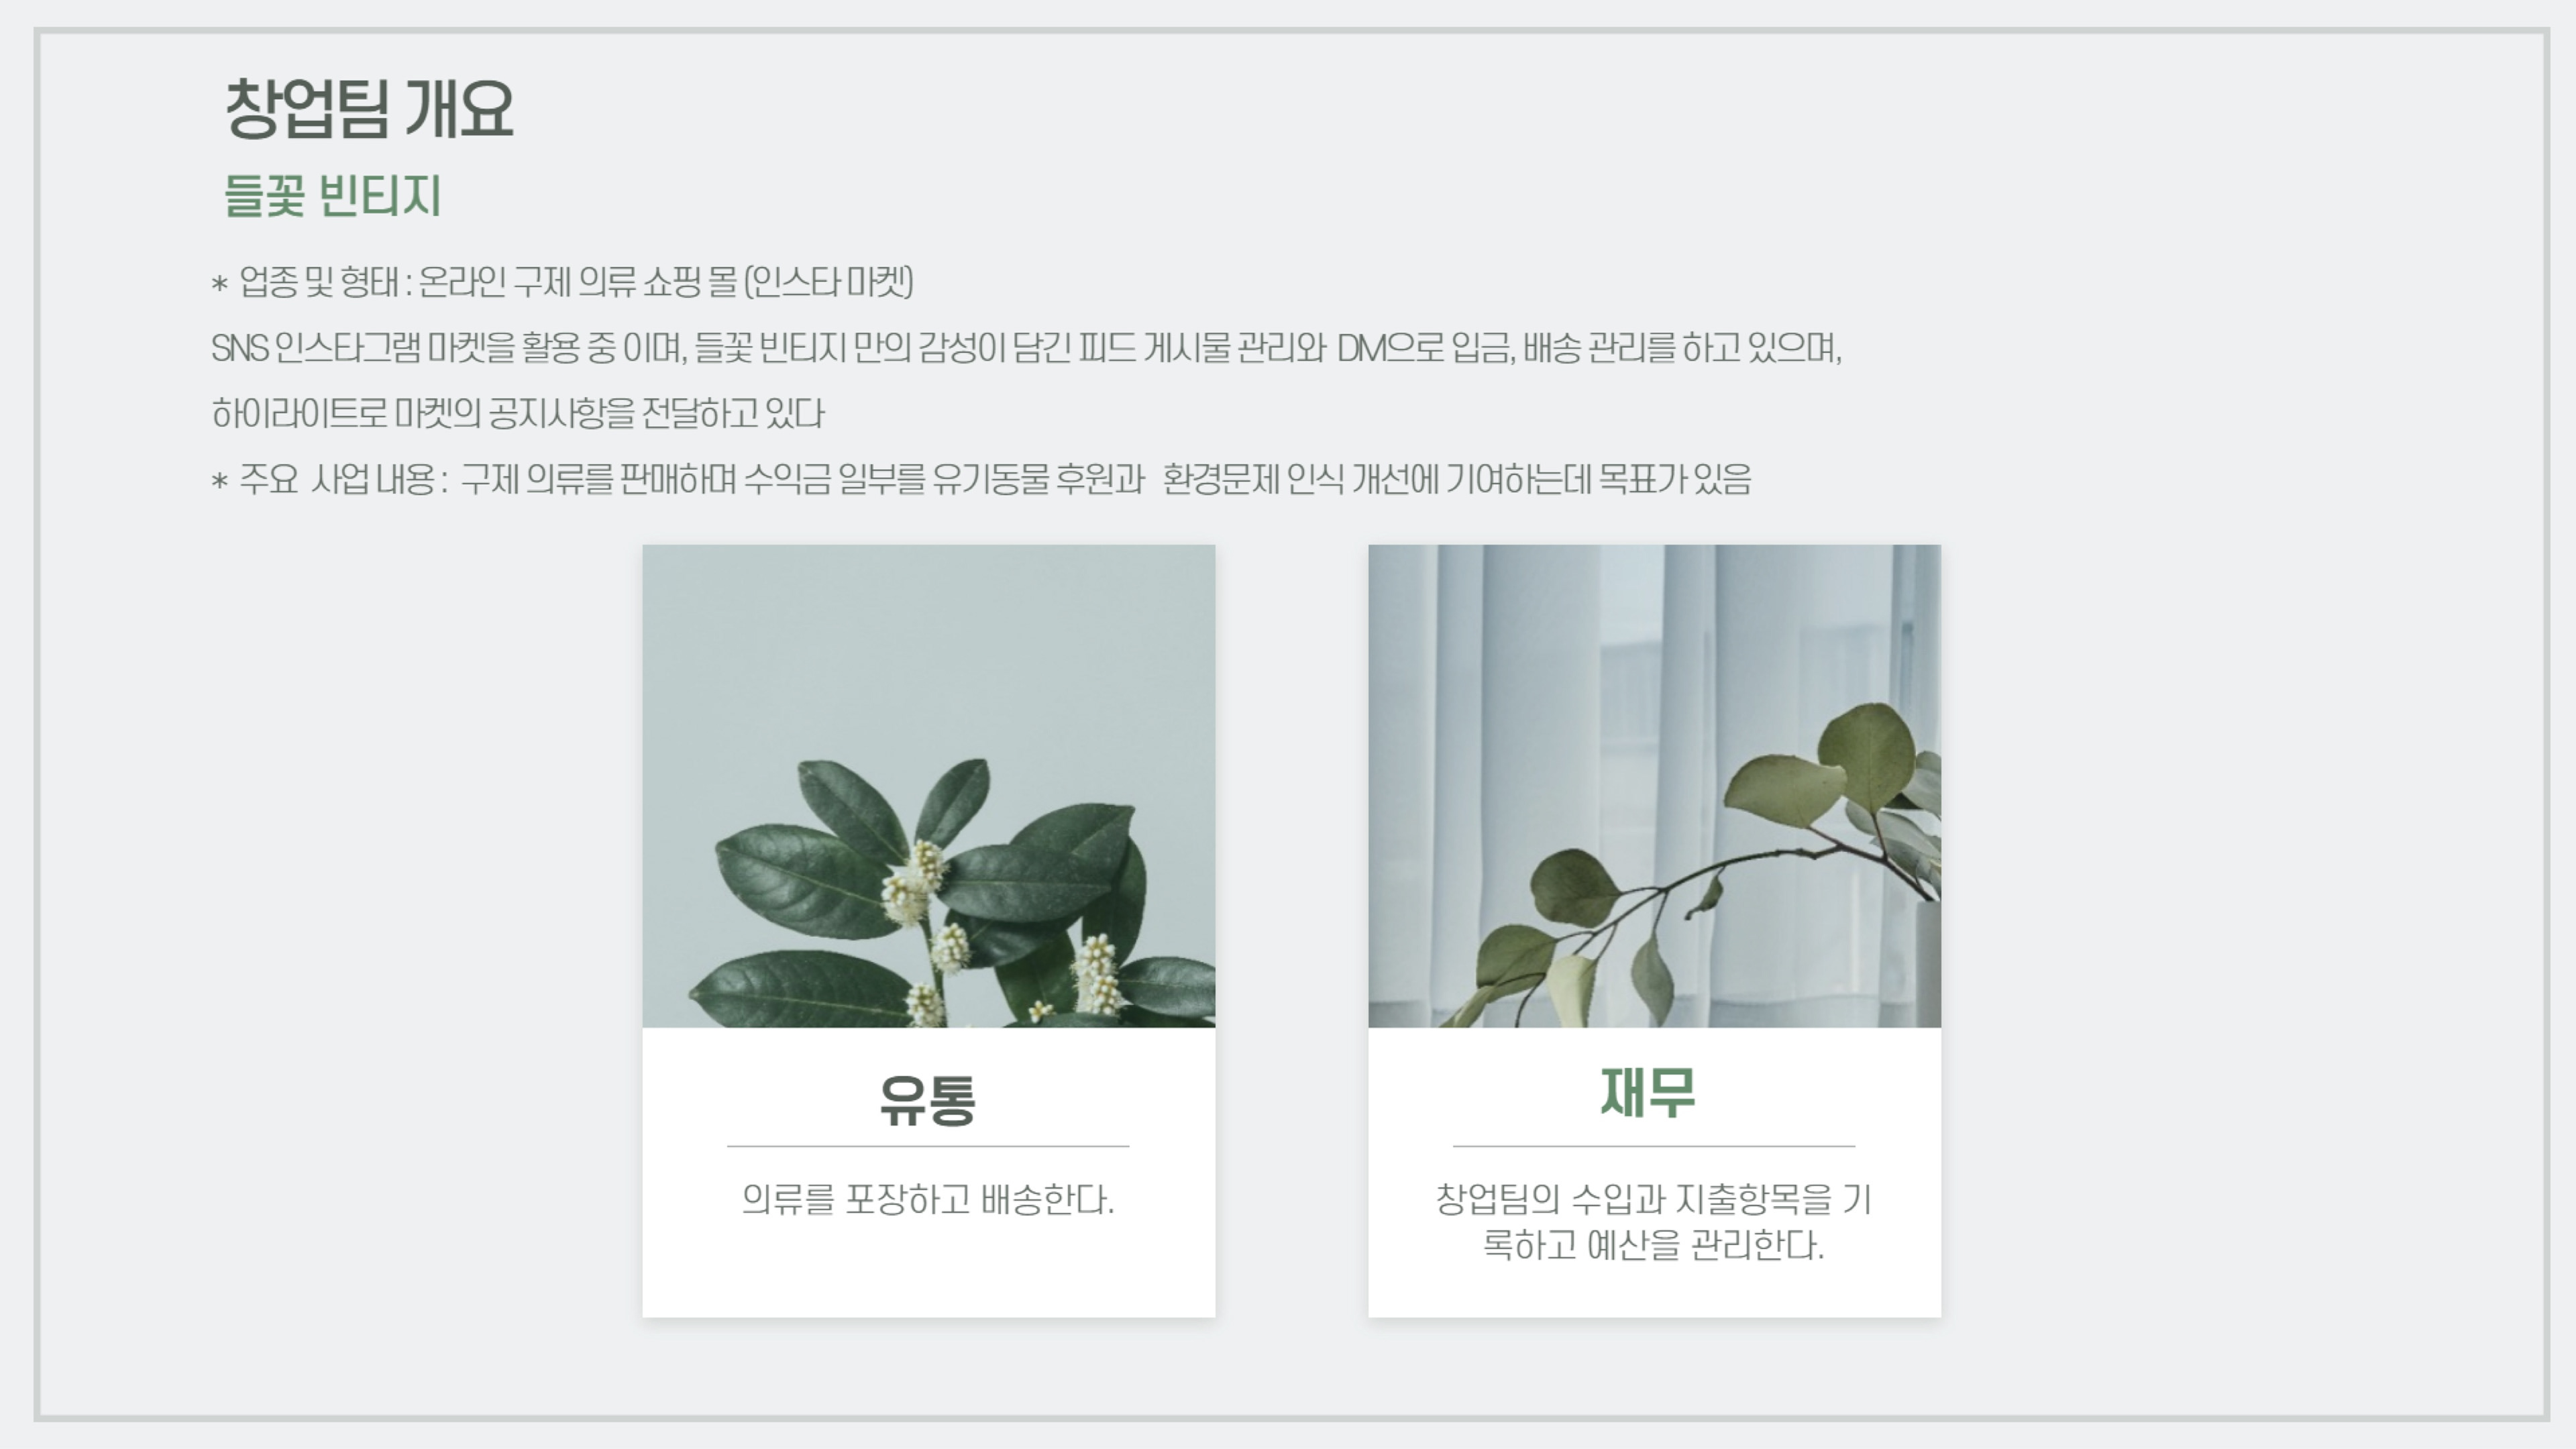 창업팀 개요
들꽃 빈티지
* 업종 및 형태 : 온라인 구제 의류 쇼핑 몰 (인스타 마켓)
SNS 인스타그램 마켓을 활용 중 이며, 들꽃 빈티지 만의 감성이 담긴 피드 게시물 관리와 DM으로 입금, 배송 관리를 하고 있으며,
하이라이트로 마켓의 공지사항을 전달하고 있다
* 주요 사업 내용 : 구제 의류를 판매하며 수익금 일부를 유기동물 후원과 환경문제 인식 개선에 기여하는데 목표가 있음
유통
의류를 포장하고 배송한다.
재무
창업팀의 수입과 지출항목을 기
록하고 예산을 관리한다.